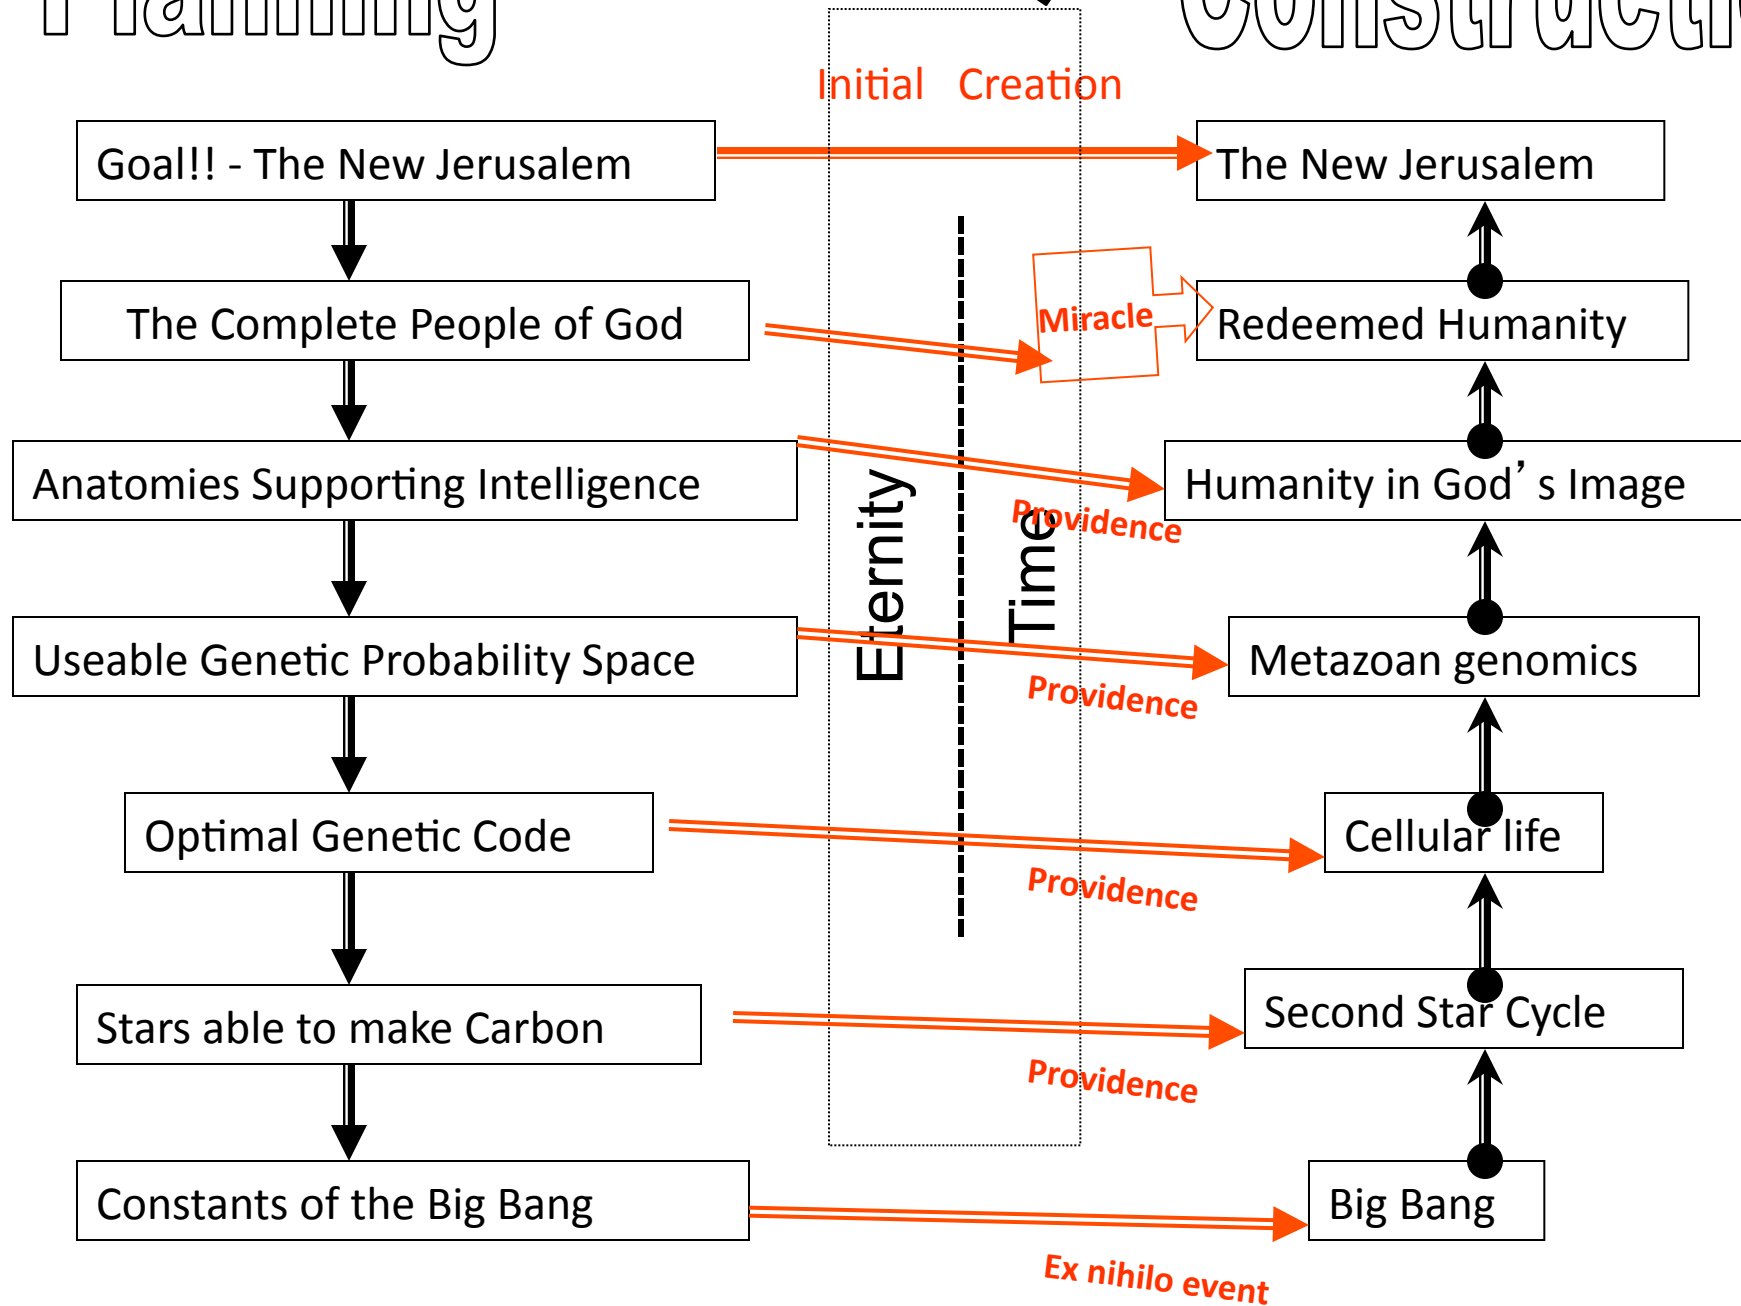 Planning
Initial Creation
Goal!! - The New Jerusalem
The New Jerusalem
The Complete People of God
Miracle
Redeemed Humanity
Anatomies Supporting Intelligence
Humanity in God’s Image
Providence
Eternity
Time
Useable Genetic Probability Space
Metazoan genomics
Providence
Optimal Genetic Code
Cellular life
Providence
Stars able to make Carbon
Second Star Cycle
Providence
Constants of the Big Bang
Big Bang
Ex nihilo event